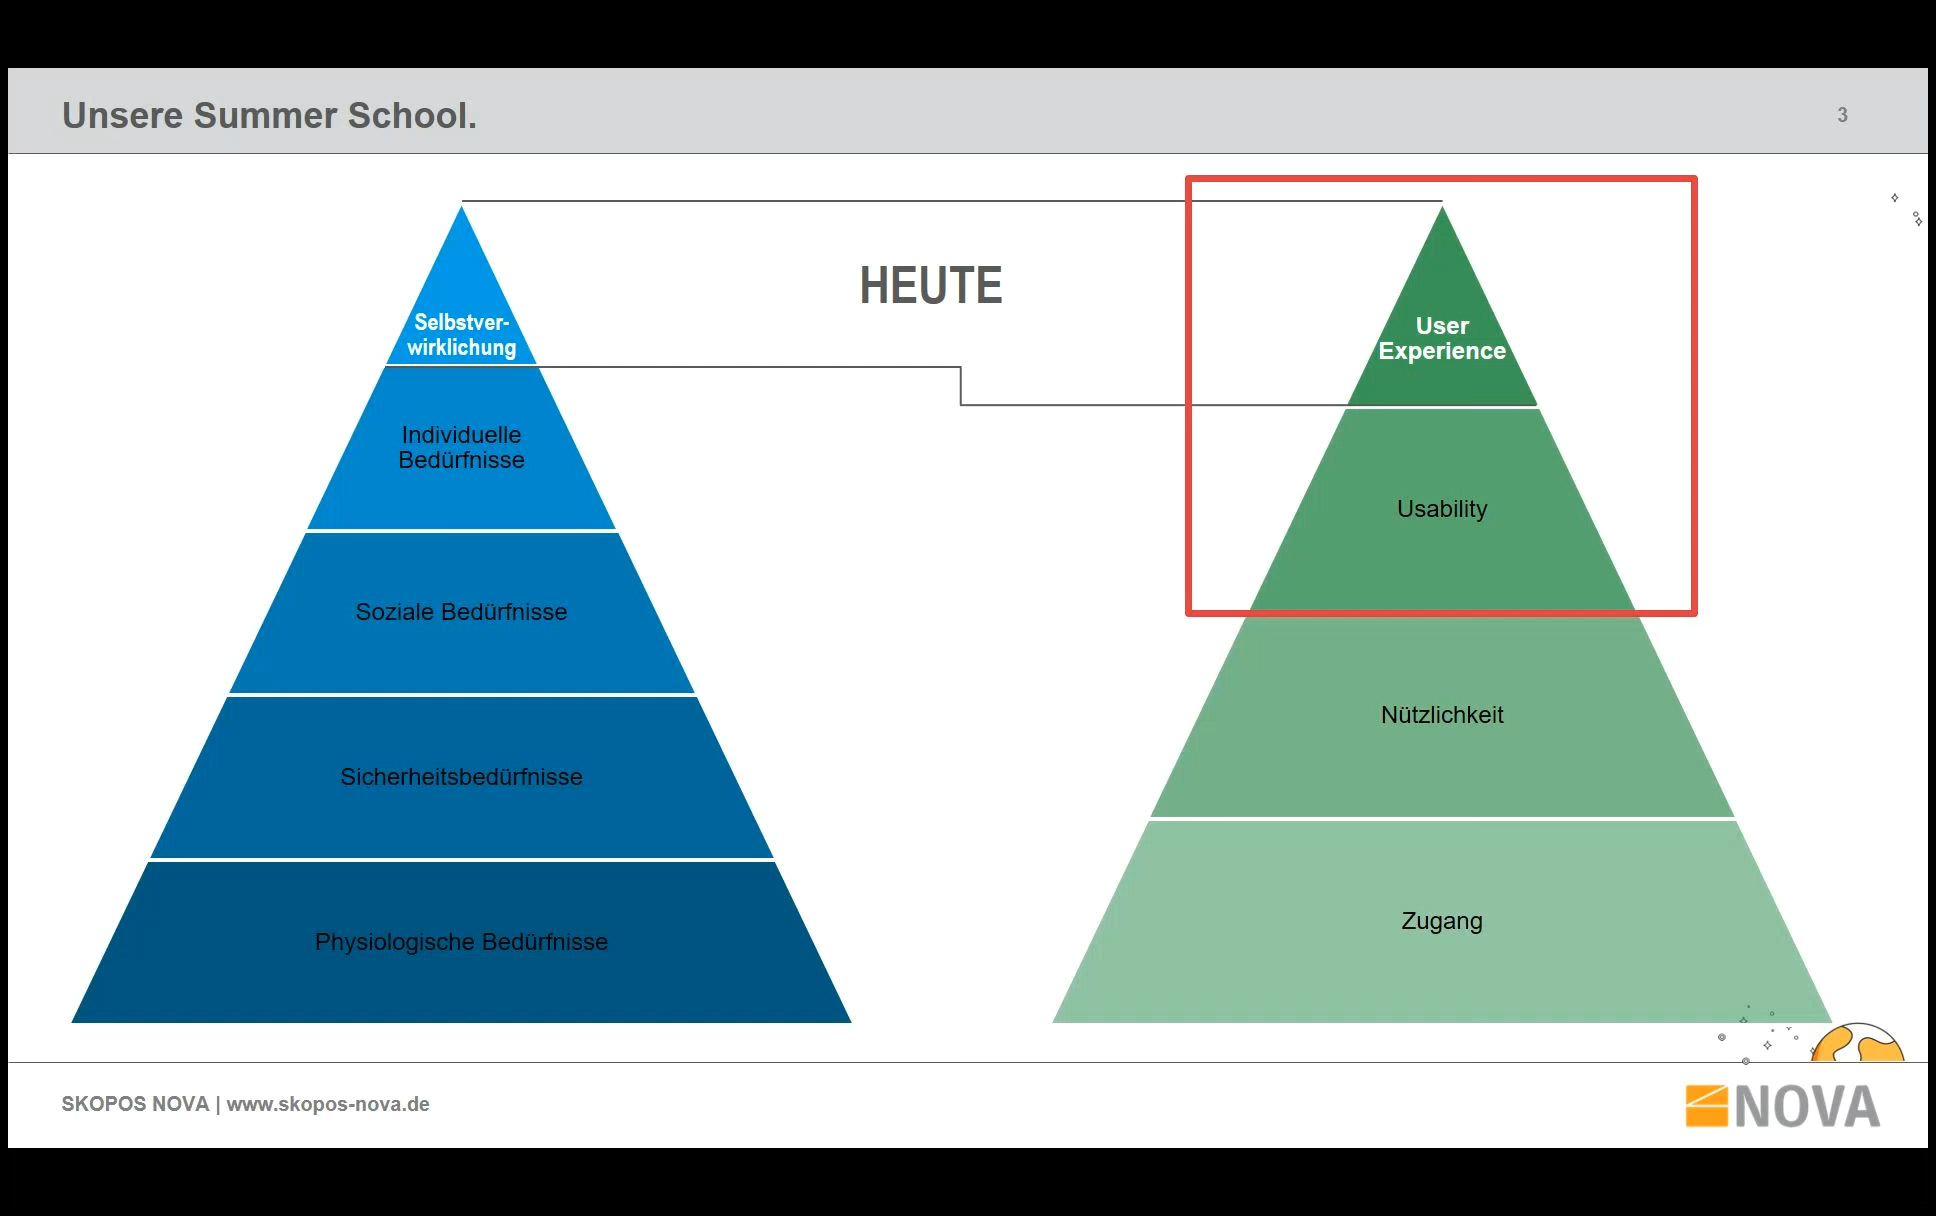 Unsere Summer School.
3
HEUTE
Selbstver-
wirklichung
Individuelle
Bedürfnisse
Soziale Bedürfnisse
Sicherheitsbedürfnisse
Physiologische Bedürfnisse
User
Experience
Usability
Nützlichkeit
Zugang
SKOPOS NOVA | www.skopos-nova.de
NOVA